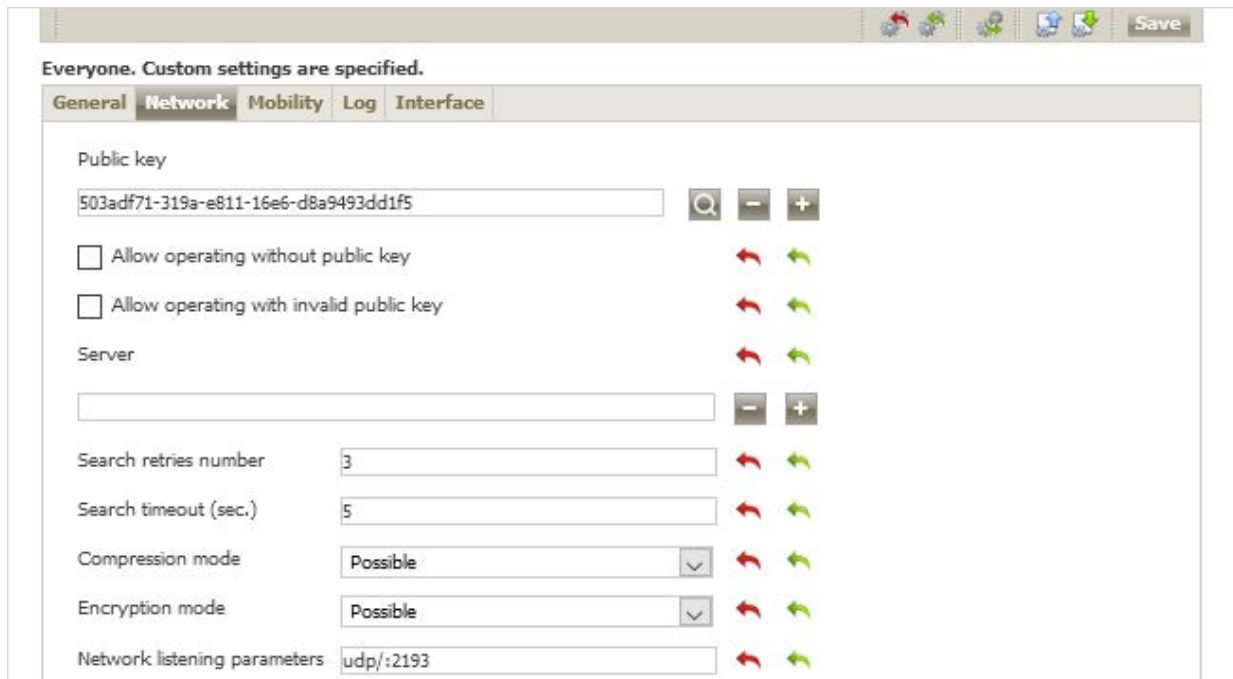 Save
Everyone. Custom settings are specified.
General Network Mobility Log Interface
Public key
503adf71-319a-e811-16e6-d8a9493dd1f5
Allow operating without public key
Allow operating with invalid public key
Server
Search retries number 3
Search timeout (sec.) 5
Compression mode Possible
Encryption mode Possible
Network listening parameters udp/:2193